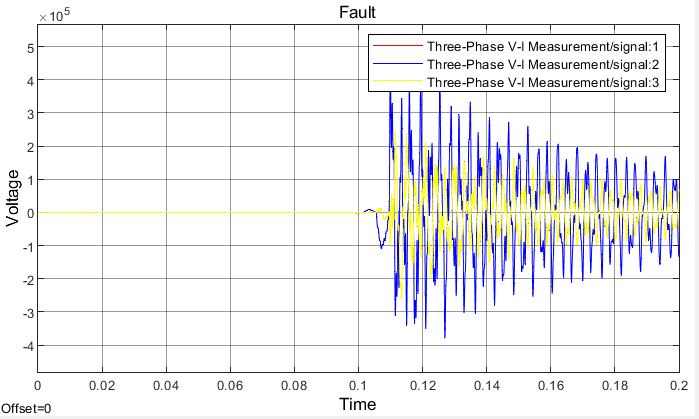 Fault
×10^5
Three-Phase V-I Measurement/signal:1
Three-Phase V-I Measurement/signal:2
Three-Phase V-I Measurement/signal:3
5
4
3
2
1
0
-1
-2
-3
-4
Voltage
0 0.02 0.04 0.06 0.08 0.1 0.12 0.14 0.16 0.18 0.2
Time
Offset=0